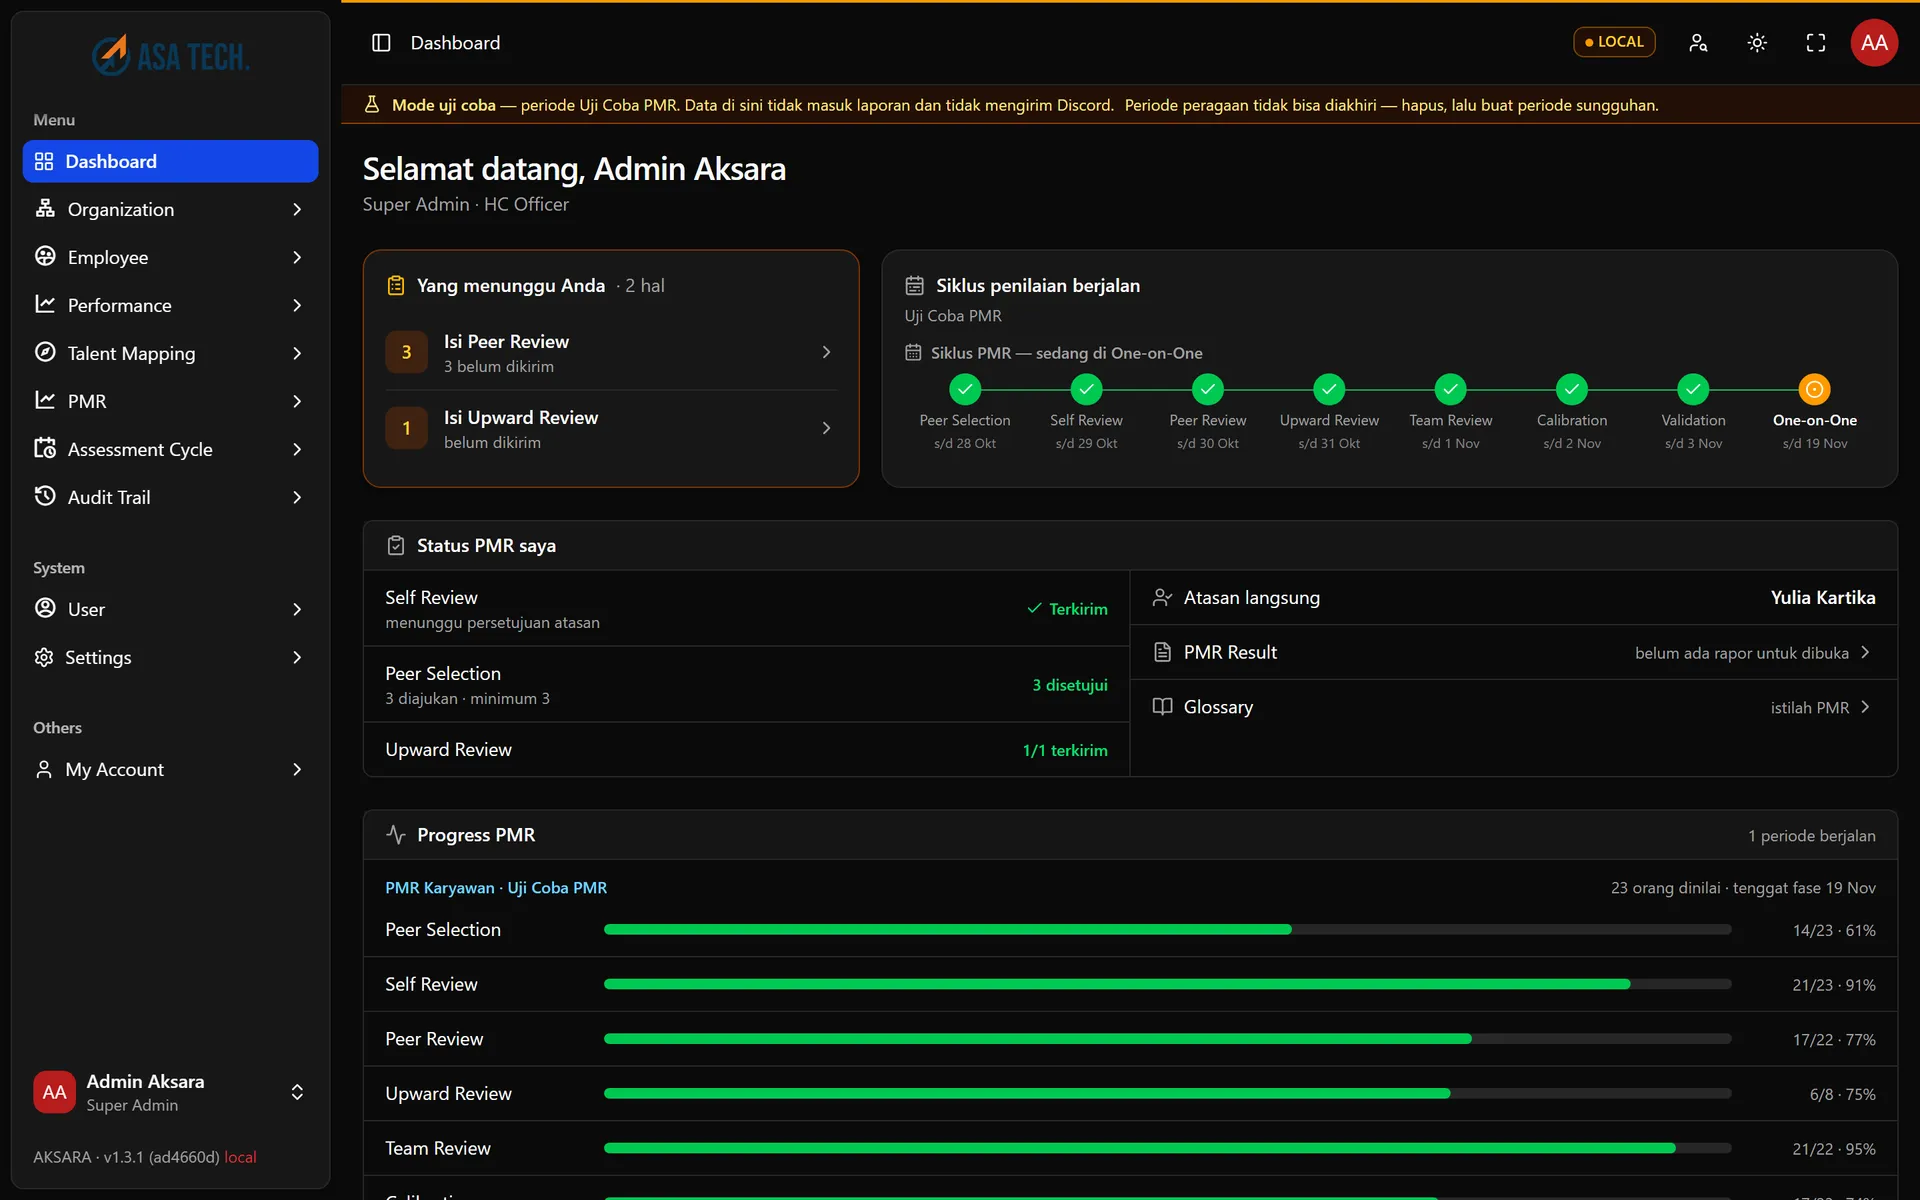 ASA TECH.
Menu
Dashboard
Organization
Employee
Performance
Talent Mapping
PMR
Assessment Cycle
Audit Trail
System
User
Settings
Others
My Account
AA
Admin Aksara
Super Admin
AKSARA · v1.3.1 (ad4660d) local
Dashboard
LOCAL
AA
Mode uji coba — periode Uji Coba PMR. Data di sini tidak masuk laporan dan tidak mengirim Discord. Periode peragaan tidak bisa diakhiri — hapus, lalu buat periode sungguhan.
Selamat datang, Admin Aksara
Super Admin · HC Officer
Yang menunggu Anda · 2 hal
3
Isi Peer Review
3 belum dikirim
1
Isi Upward Review
belum dikirim
Siklus penilaian berjalan
Uji Coba PMR
Siklus PMR — sedang di One-on-One
Peer Selection
s/d 28 Okt
Self Review
s/d 29 Okt
Peer Review
s/d 30 Okt
Upward Review
s/d 31 Okt
Team Review
s/d 1 Nov
Calibration
s/d 2 Nov
Validation
s/d 3 Nov
One-on-One
s/d 19 Nov
Status PMR saya
Self Review
menunggu persetujuan atasan
Terkirim
Peer Selection
3 diajukan · minimum 3
3 disetujui
Upward Review
1/1 terkirim
Atasan langsung
Yulia Kartika
PMR Result
belum ada rapor untuk dibuka
Glossary
istilah PMR
Progress PMR
1 periode berjalan
PMR Karyawan · Uji Coba PMR
23 orang dinilai · tenggat fase 19 Nov
Peer Selection
14/23 · 61%
Self Review
21/23 · 91%
Peer Review
17/22 · 77%
Upward Review
6/8 · 75%
Team Review
21/22 · 95%